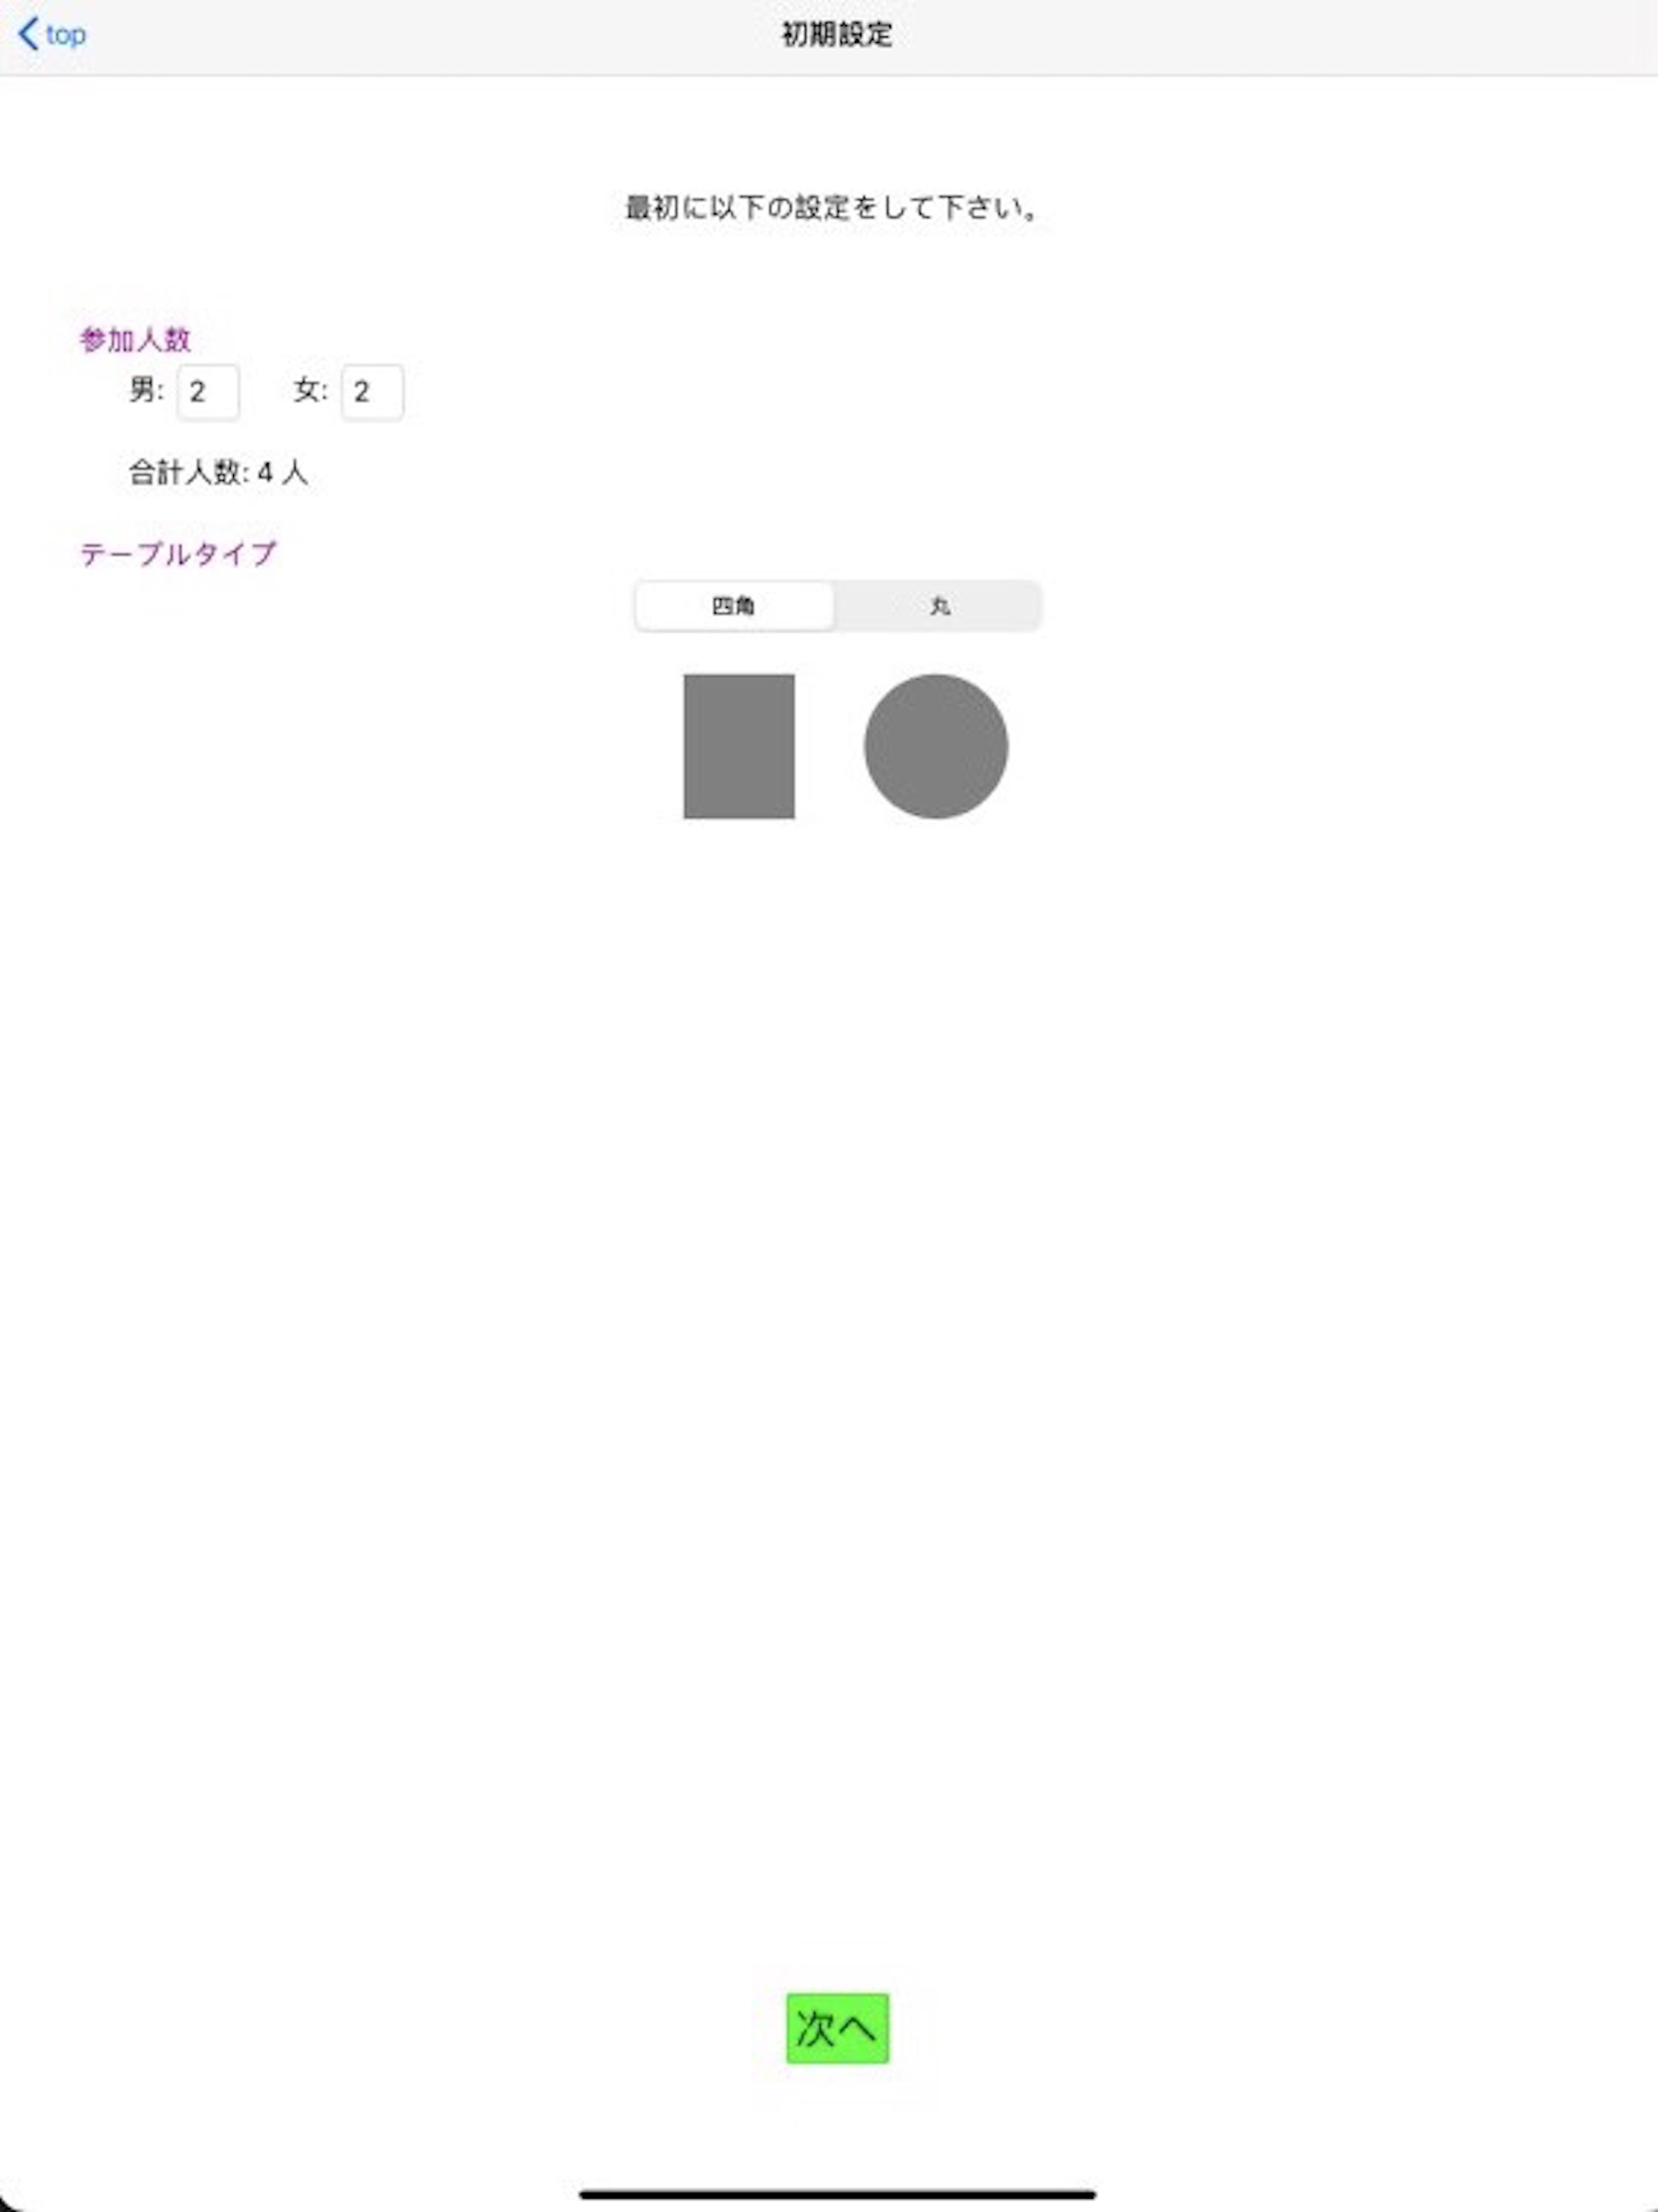 top
初期設定
最初に以下の設定をして下さい。
参加人数
男: 2 女: 2
合計人数: 4 人
テーブルタイプ
四角 丸
次へ